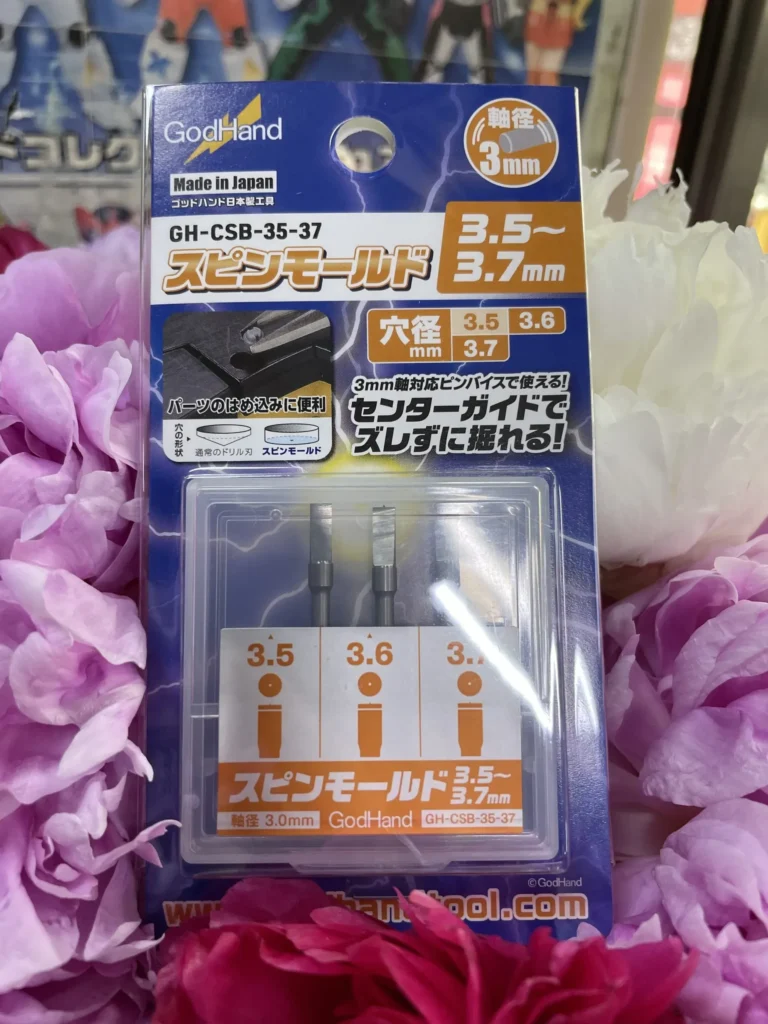 ドコレク
GodHand
軸径
3mm
Made in Japan
ゴッドハンド日本製工具
GH-CSB-35-37
スピンモールド
3.5～
3.7mm
穴径
mm
3.5
3.6
3.7
パーツのはめ込みに便利
穴の形状
通常のドリル刃
スピンモールド
3mm軸対応ピンバイスで使える!
センターガイドで
ズレずに掘れる!
3.5
3.6
スピンモールド 3.5～
3.7mm
軸径 3.0mm
GodHand
GH-CSB-35-37
©GodHand
tool.com